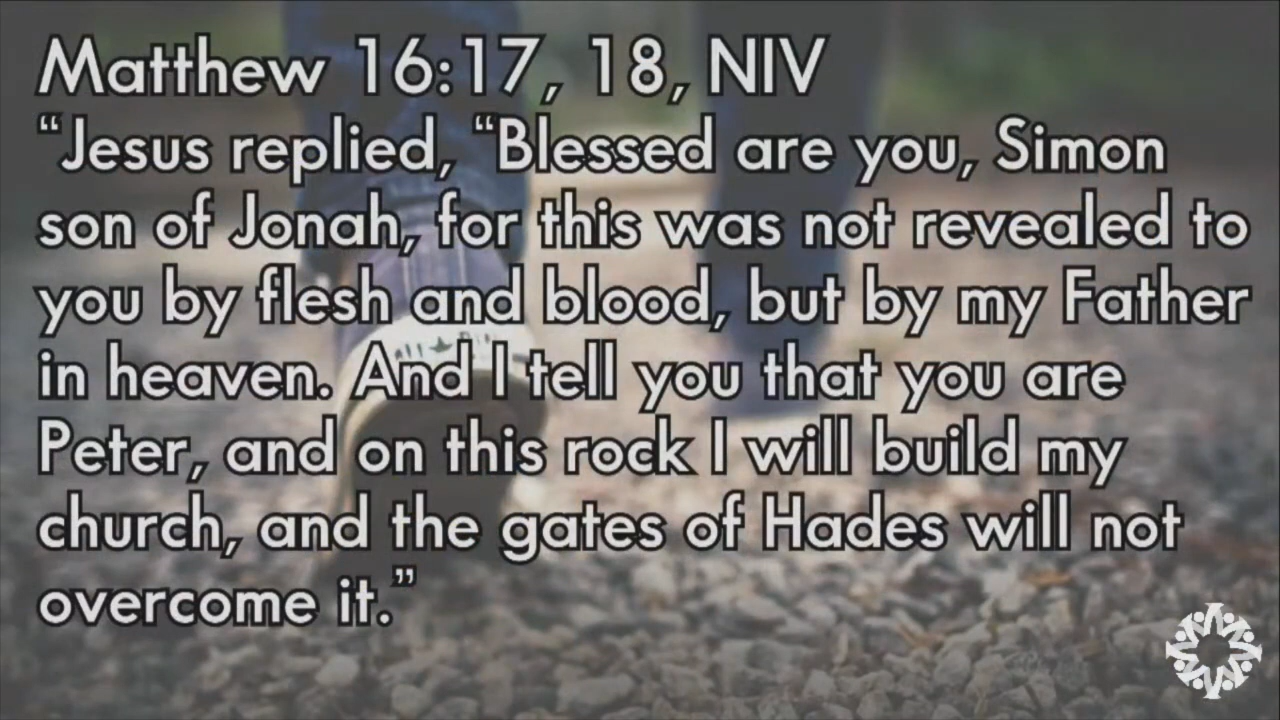 Matthew 16:17, 18, NIV
“Jesus replied, “Blessed are you, Simon
son of Jonah, for this was not revealed to
you by flesh and blood, but by my Father
in heaven. And I tell you that you are
Peter, and on this rock I will build my
church, and the gates of Hades will not
overcome it.”